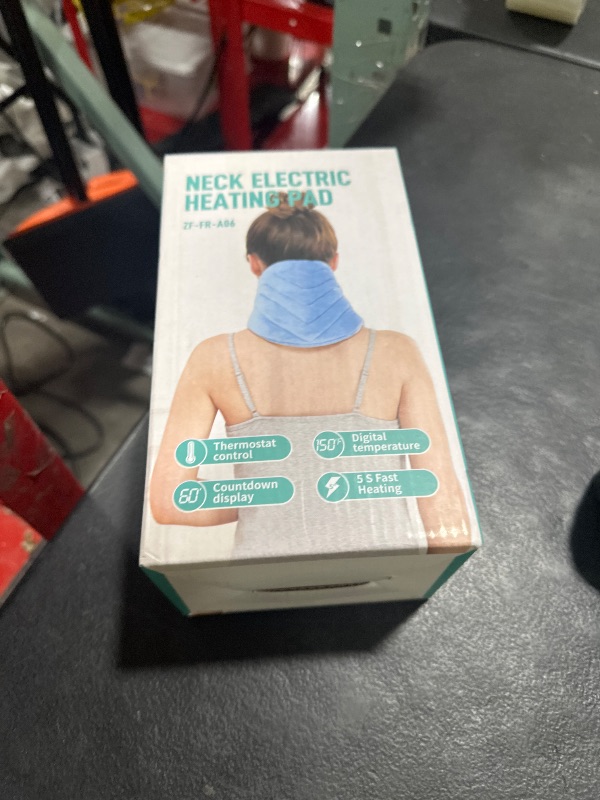 NECK ELECTRIC
HEATING PAD
ZF-FR-A06
Thermostat
control
150°F
Digital
temperature
60"
Countdown
display
5 S Fast
Heating